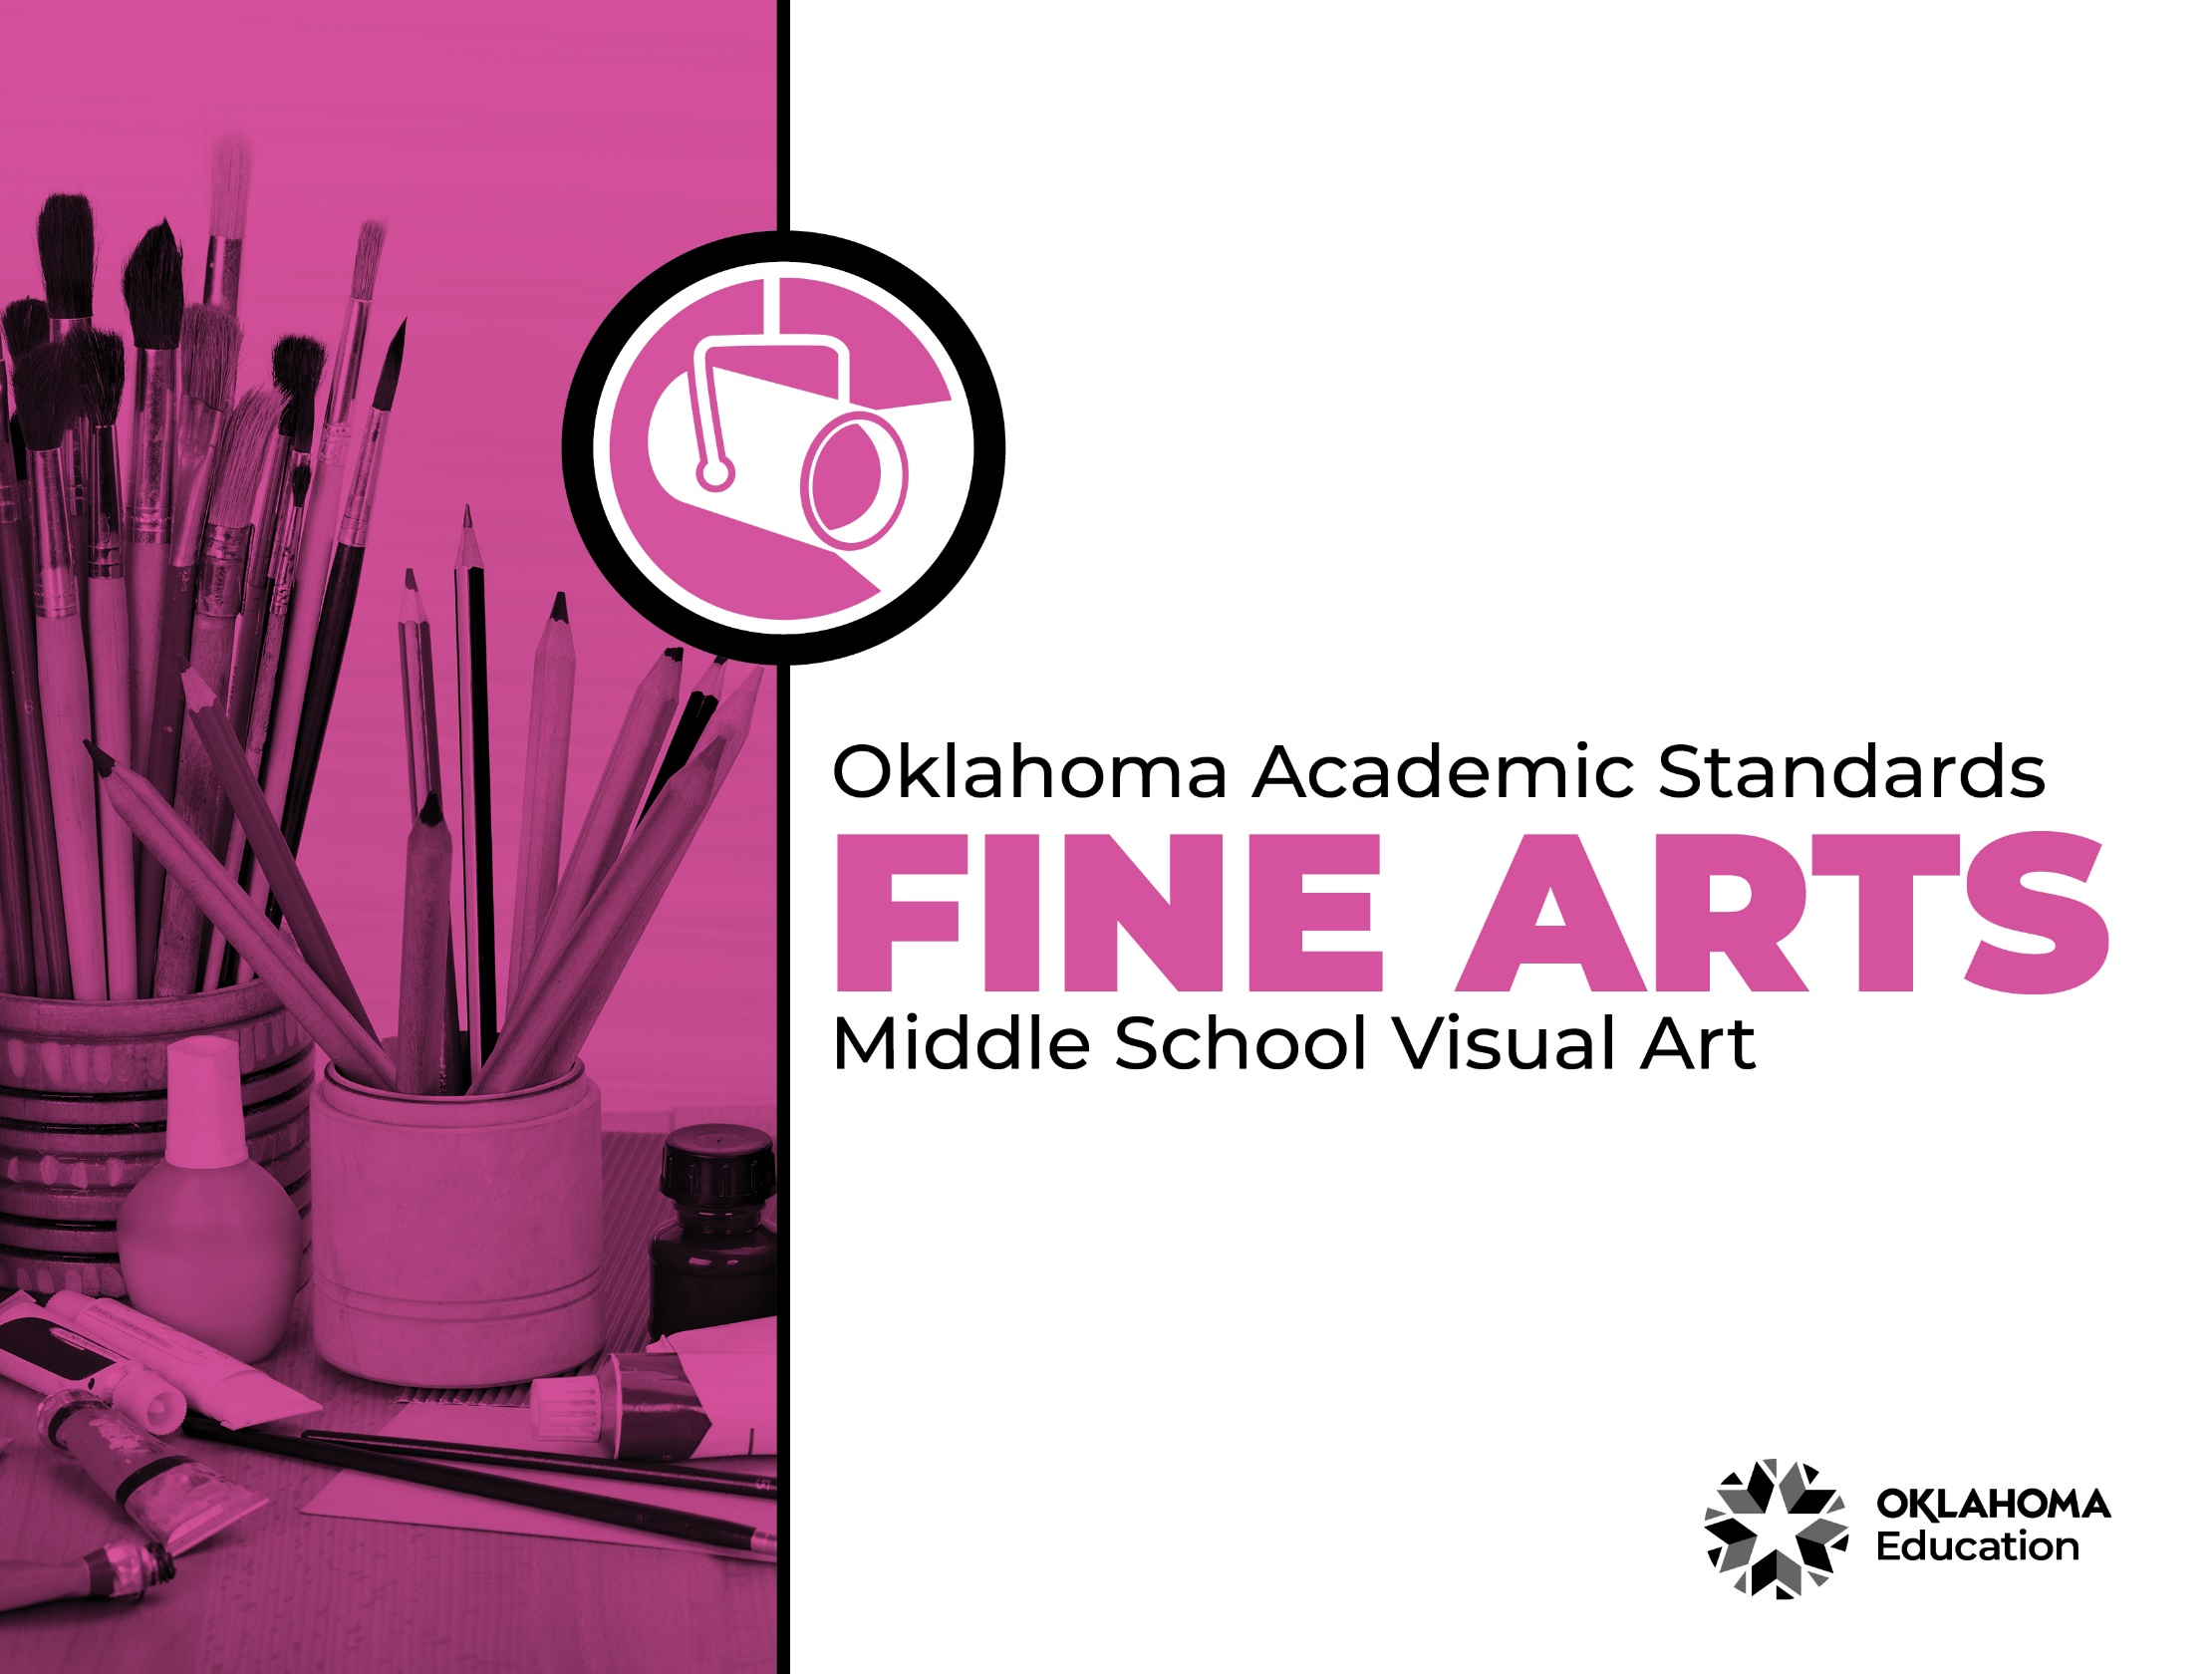 Oklahoma Academic Standards
FINE ARTS
Middle School Visual Art
OKLAHOMA
Education